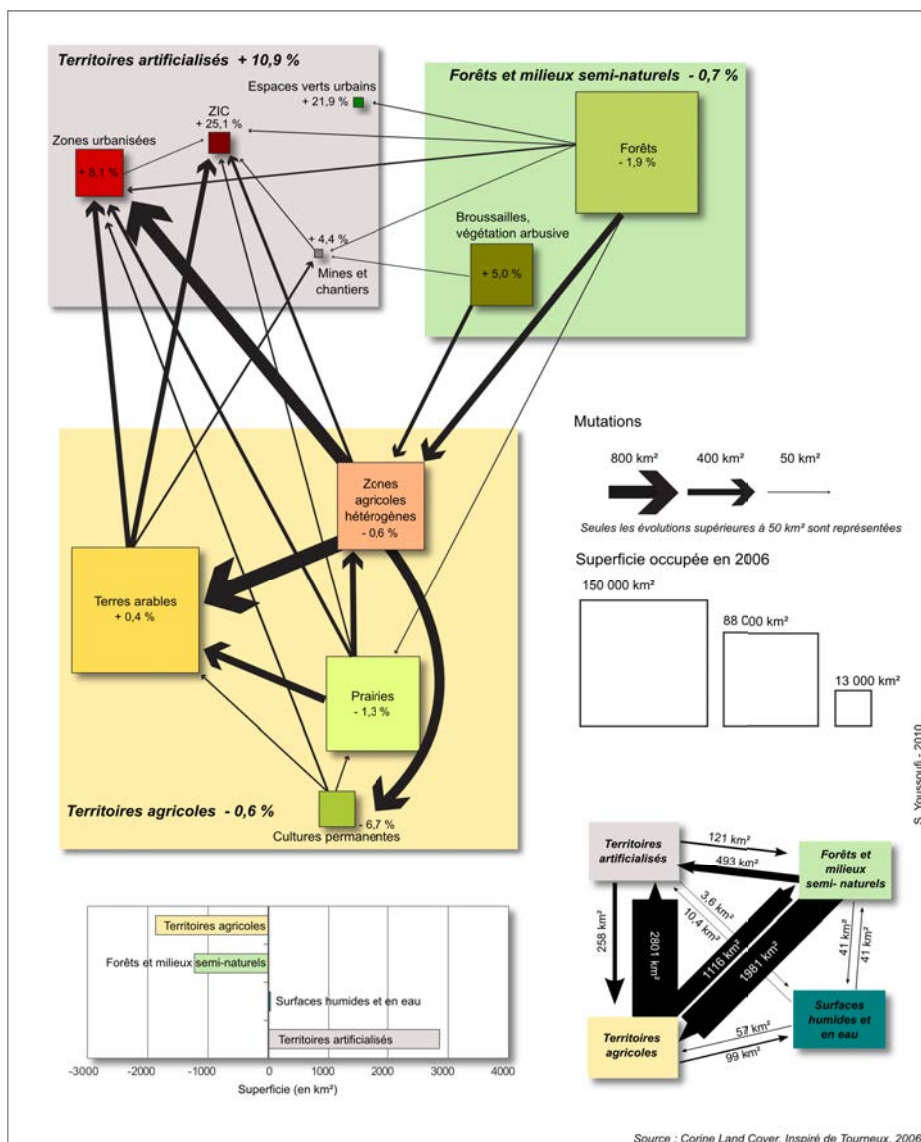 Territoires artificialisés + 10,9 %
Espaces verts urbains
+ 21,9 %
ZIC
+ 25,1 %
Zones urbanisées
+ 8,1 %
+ 4,4 %
Mines et
chantiers
Forêts et milieux semi-naturels - 0,7 %
Forêts
- 1,9 %
Broussailles,
végétation arbusive
+ 5,0 %
Zones
agricoles
hétérogènes
- 0,6 %
Terres arables
+ 0,4 %
Prairies
- 1,3 %
- 6,7 %
Cultures permanentes
Territoires agricoles - 0,6 %
Mutations
800 km²
400 km²
50 km²
Seules les évolutions supérieures à 50 km² sont représentées
Superficie occupée en 2006
150 000 km²
88 000 km²
13 000 km²
S. Youssoufi - 2010
Territoires agricoles
Forêts et milieux semi-naturels
Surfaces humides et en eau
Territoires artificialisés
-3000
-2000
-1000
0
1000
2000
3000
4000
Superficie (en km²)
Territoires
artificialisés
121 km²
493 km²
Forêts et
milieux
semi- naturels
3,6 km²
10,4 km²
258 km²
2801 km²
1116 km²
1981 km²
41 km²
41 km²
Territoires
agricoles
57 km²
99 km²
Surfaces
humides et
en eau
Source : Corine Land Cover, Inspiré de Tourneux, 2006